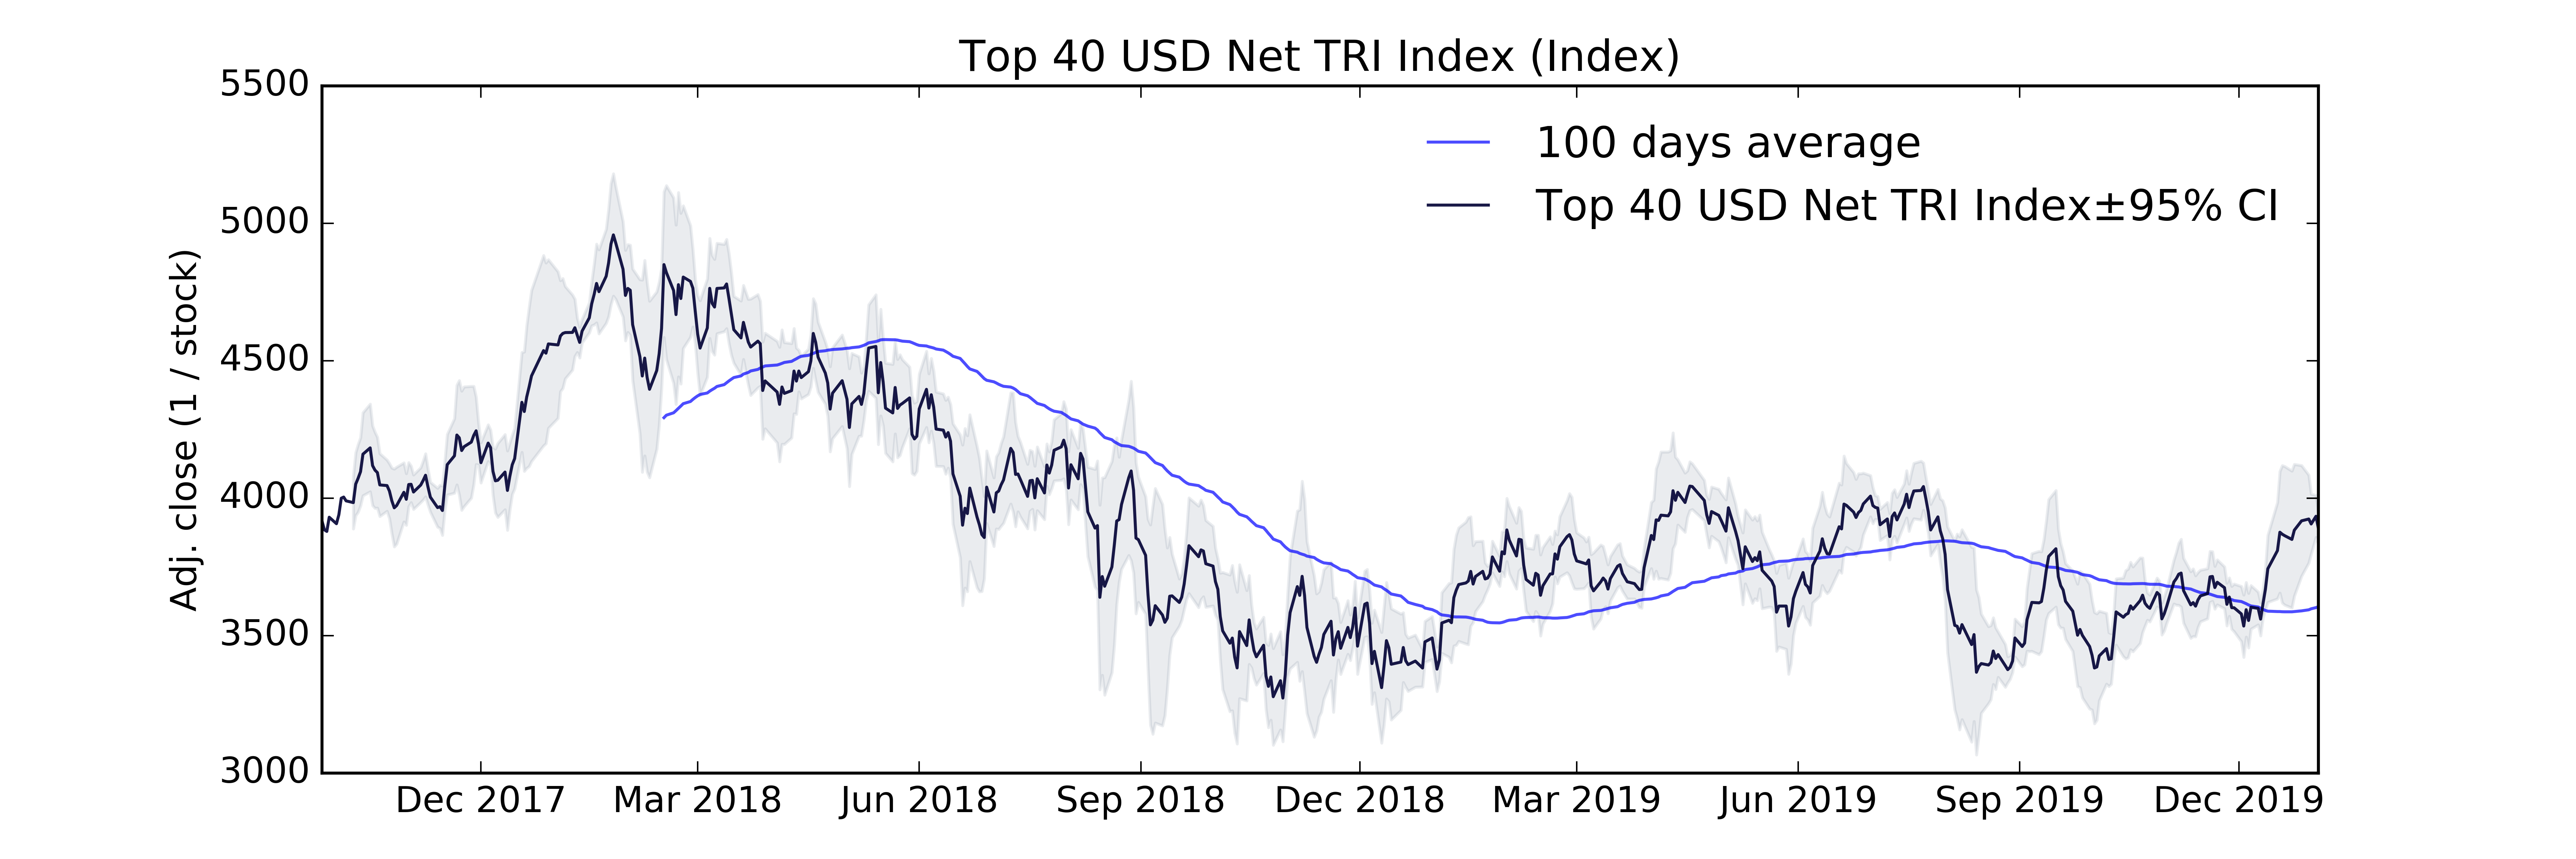 Top 40 USD Net TRI Index (Index)
5500
5000
4500
4000
3500
3000
Adj. close (1 / stock)
100 days average
Top 40 USD Net TRI Index±95% CI
Dec 2017 Mar 2018 Jun 2018 Sep 2018 Dec 2018 Mar 2019 Jun 2019 Sep 2019 Dec 2019